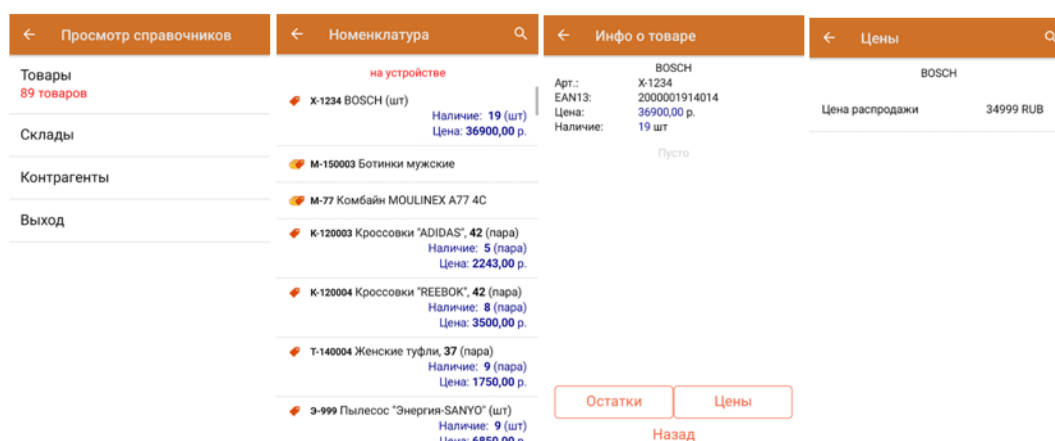 Просмотр справочников
Товары
89 товаров
Склады
Контрагенты
Выход
Номенклатура
на устройстве
X-1234 BOSCH (шт)
Наличие: 19 (шт)
Цена: 36900,00 р.
М-150003 Ботинки мужские
М-77 Комбайн MOULINEX A77 4C
К-120003 Кроссовки "ADIDAS", 42 (пара)
Наличие: 5 (пара)
Цена: 2243,00 р.
К-120004 Кроссовки "REEBOK", 42 (пара)
Наличие: 8 (пара)
Цена: 3500,00 р.
Т-140004 Женские туфли, 37 (пара)
Наличие: 9 (пара)
Цена: 1750,00 р.
Э-999 Пылесос "Энергия-SANYO" (шт)
Наличие: 9 (шт)
Цена: 6850,00 р.
Инфо о товаре
BOSCH
Арт.: X-1234
EAN13: 2000001914014
Цена: 36900,00 р.
Наличие: 19 шт
Пусто
Остатки Цены
Назад
Цены
BOSCH
Цена распродажи 34999 RUB